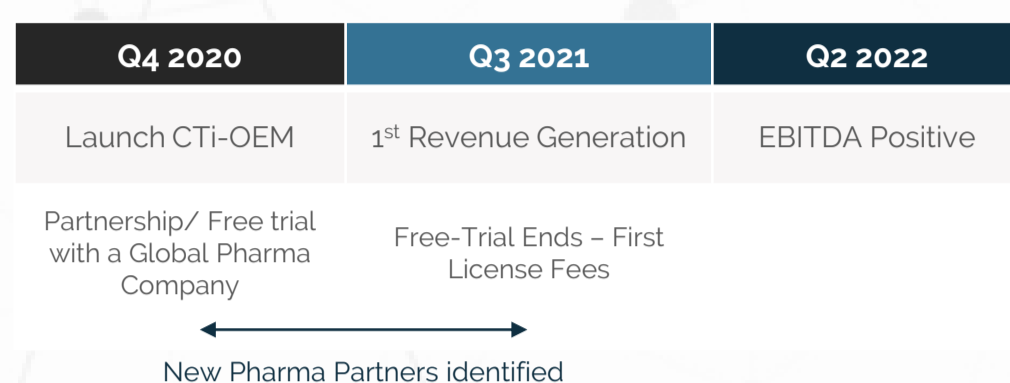 Q4 2020
Q3 2021
Q2 2022
Launch CTi-OEM
1st Revenue Generation
EBITDA Positive
Partnership/ Free trial
with a Global Pharma
Company
Free-Trial Ends – First
License Fees
New Pharma Partners identified